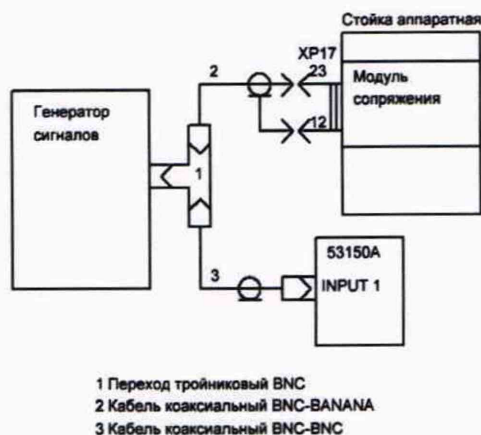 Стойка аппаратная
XP17
2
23
Модуль
сопряжения
Генератор
сигналов
12
1
53150A
INPUT 1
3
1 Переход тройниковый BNC
2 Кабель коаксиальный BNC-BANANA
3 Кабель коаксиальный BNC-BNC